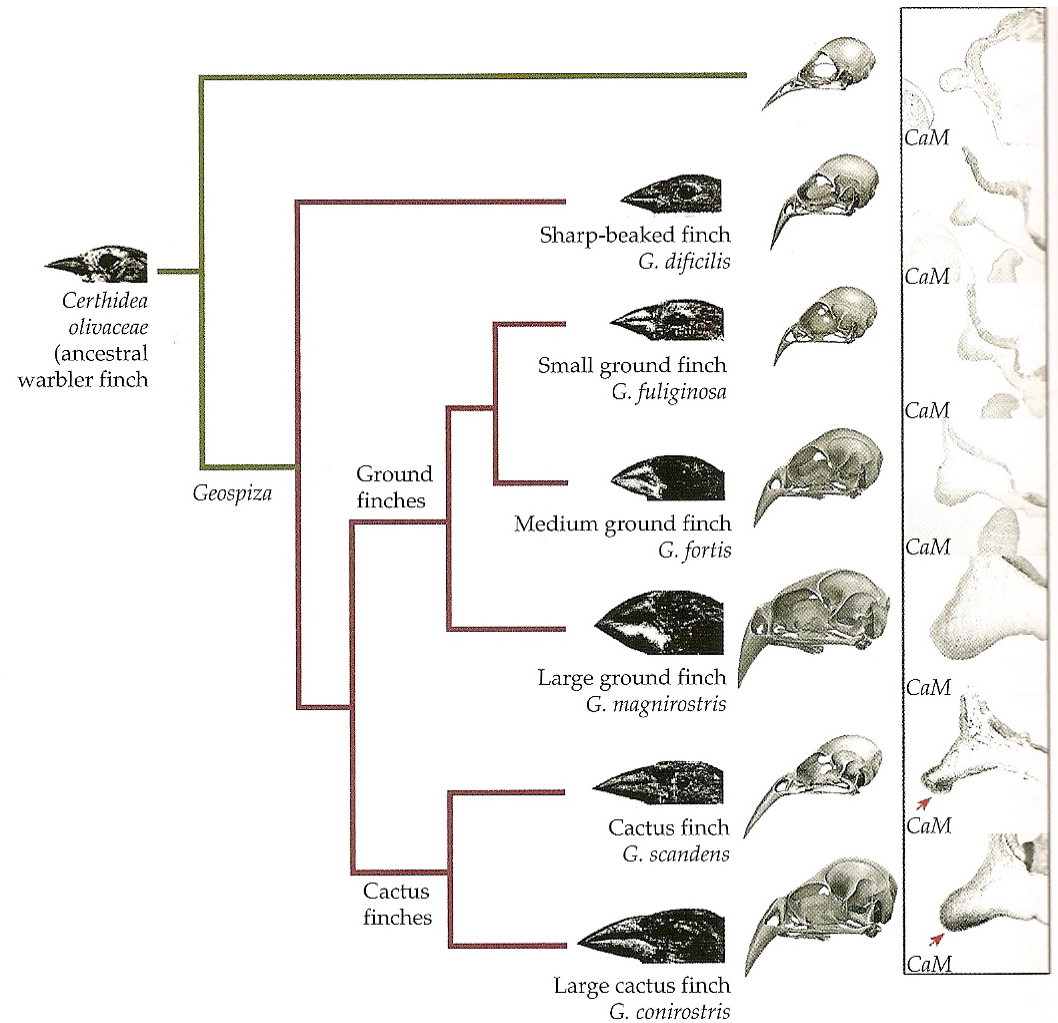 CaM
Sharp-beaked finch
G. dificilis
CaM
Certhidea
olivaceae
(ancestral
warbler finch
Small ground finch
G. fuliginosa
CaM
Geospiza
Ground
finches
Medium ground finch
G. fortis
CaM
Large ground finch
G. magnirostris
CaM
Cactus finch
G. scandens
CaM
Cactus
finches
Large cactus finch
G. conirostris
CaM